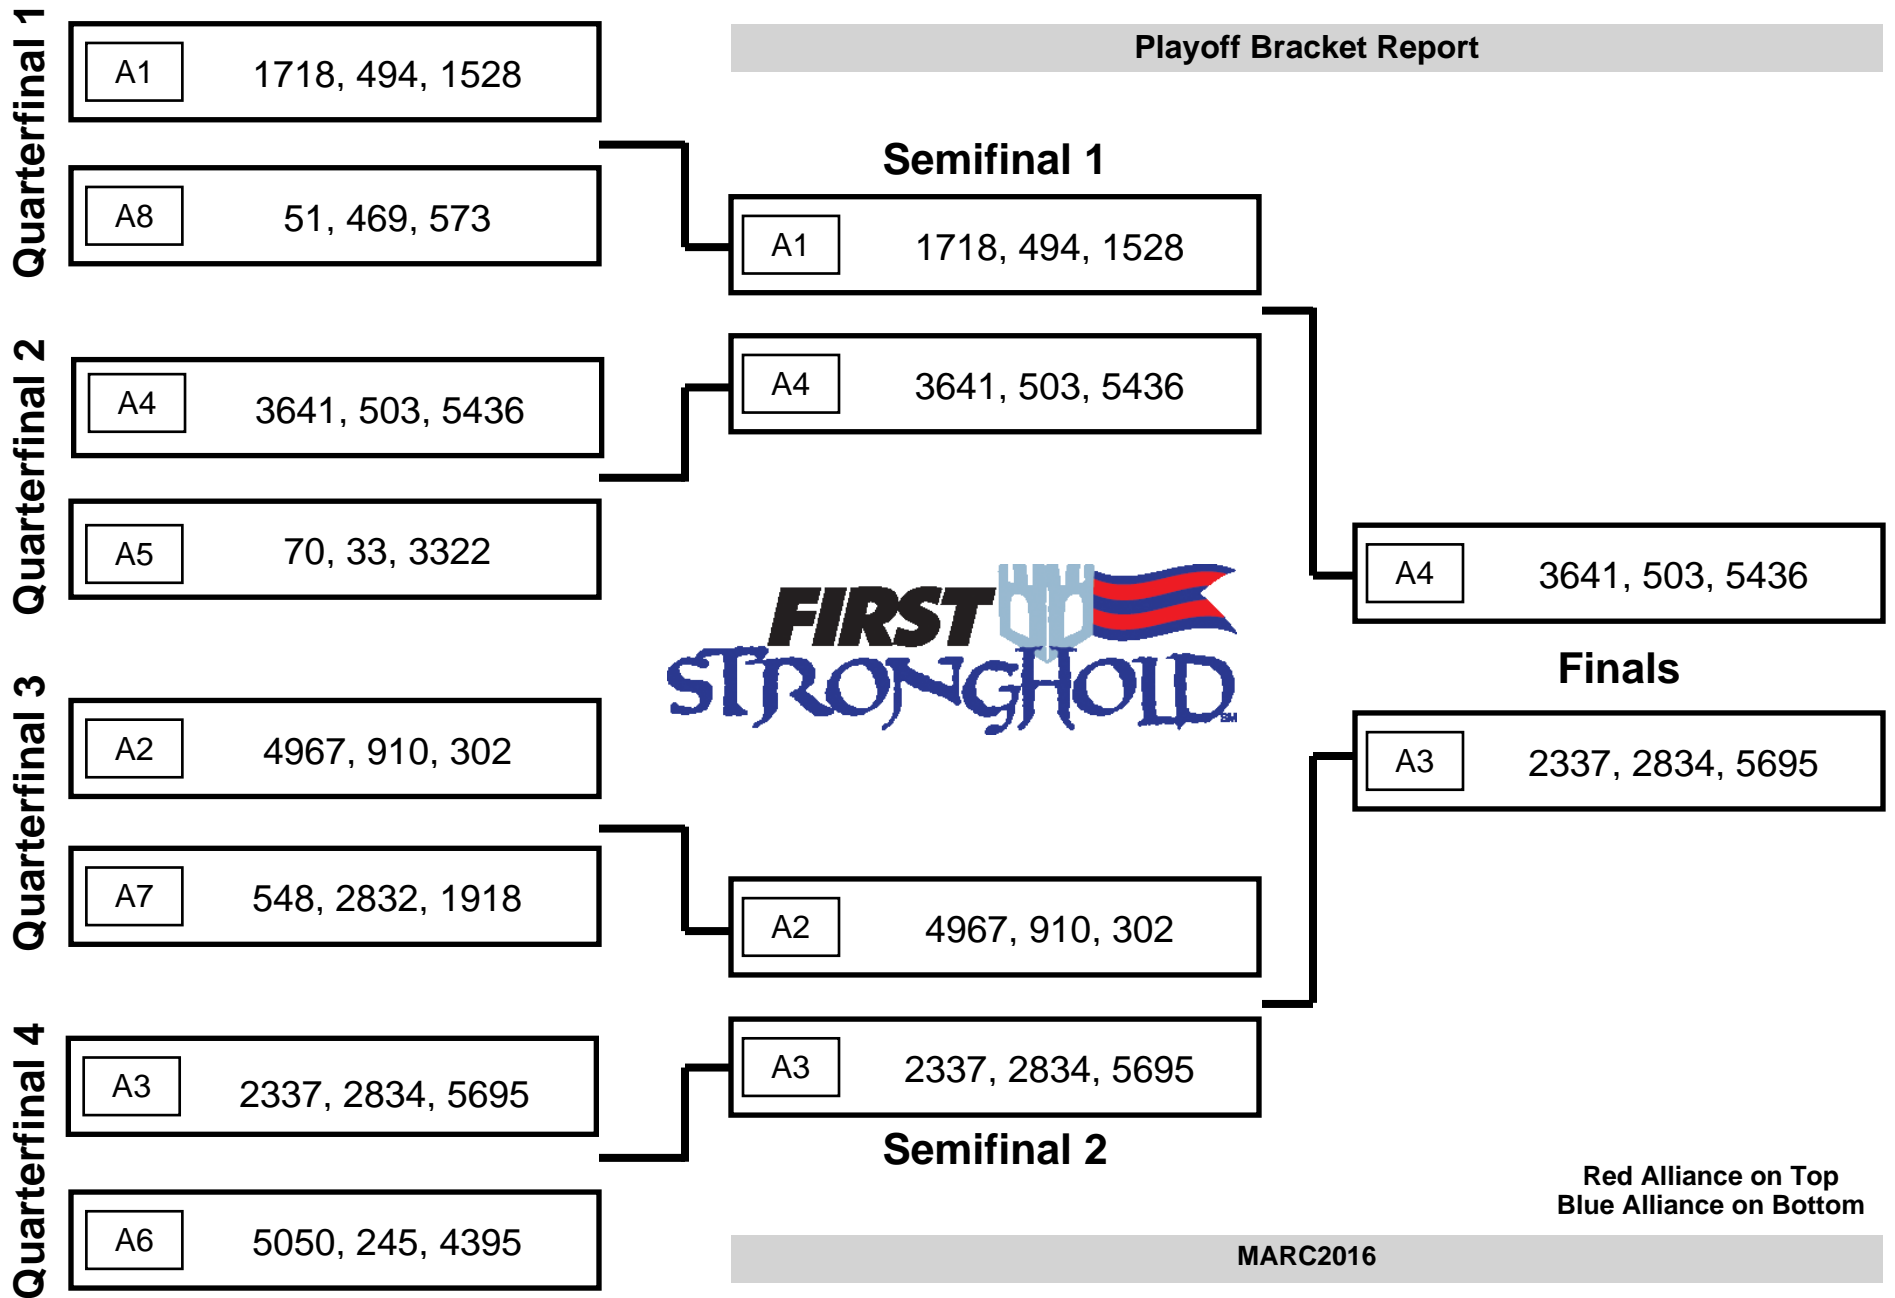 Playoff Bracket Report
Quarterfinal 1
A1 1718, 494, 1528
A8 51, 469, 573
Quarterfinal 2
A4 3641, 503, 5436
A5 70, 33, 3322
Quarterfinal 3
A2 4967, 910, 302
A7 548, 2832, 1918
Quarterfinal 4
A3 2337, 2834, 5695
A6 5050, 245, 4395
Semifinal 1
A1 1718, 494, 1528
A4 3641, 503, 5436
FIRST
STRONGHOLD
SM
A2 4967, 910, 302
A3 2337, 2834, 5695
Semifinal 2
A4 3641, 503, 5436
Finals
A3 2337, 2834, 5695
Red Alliance on Top
Blue Alliance on Bottom
MARC2016